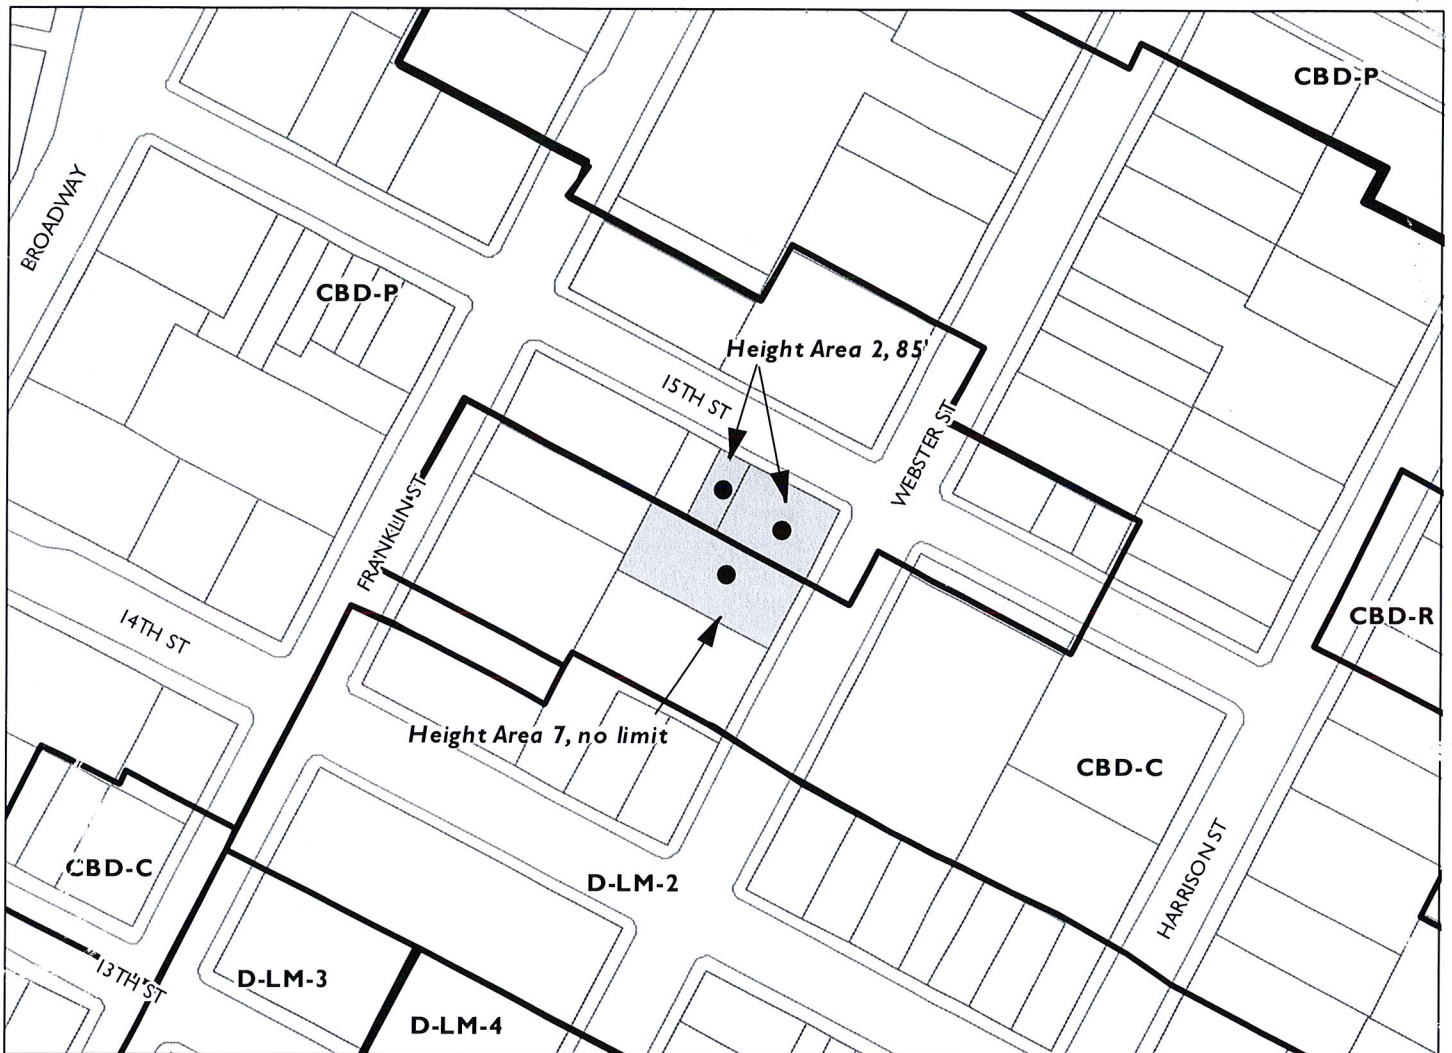 CBD-P
BROADWAY
CBD-P
Height Area 2, 85'
15TH ST
WEBSTER ST
FRANKLIN ST
14TH ST
CBD-R
Height Area 7, no limit
CBD-C
CBD-C
D-LM-2
HARRISON ST
13TH ST
D-LM-3
D-LM-4